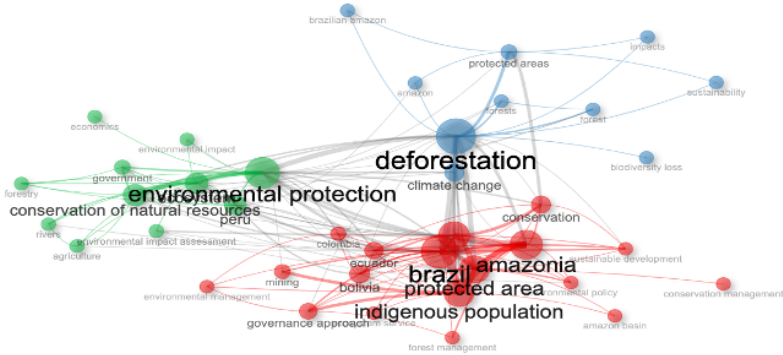 brazilian amazon
impacts
protected areas
amazon
sustainability
forests
forest
economics
environmental impact
deforestation
biodiversity loss
government
climate change
forestry
environmental protection
ecosystem
conservation of natural resources
peru
conservation
rivers
environmental impact assessment
colombia
agriculture
sustainable development
ecuador
amazonia
brazil
mining
bolivia
protected area
environmental management
conservation management
indigenous population
governance approach
amazon basin
forest management